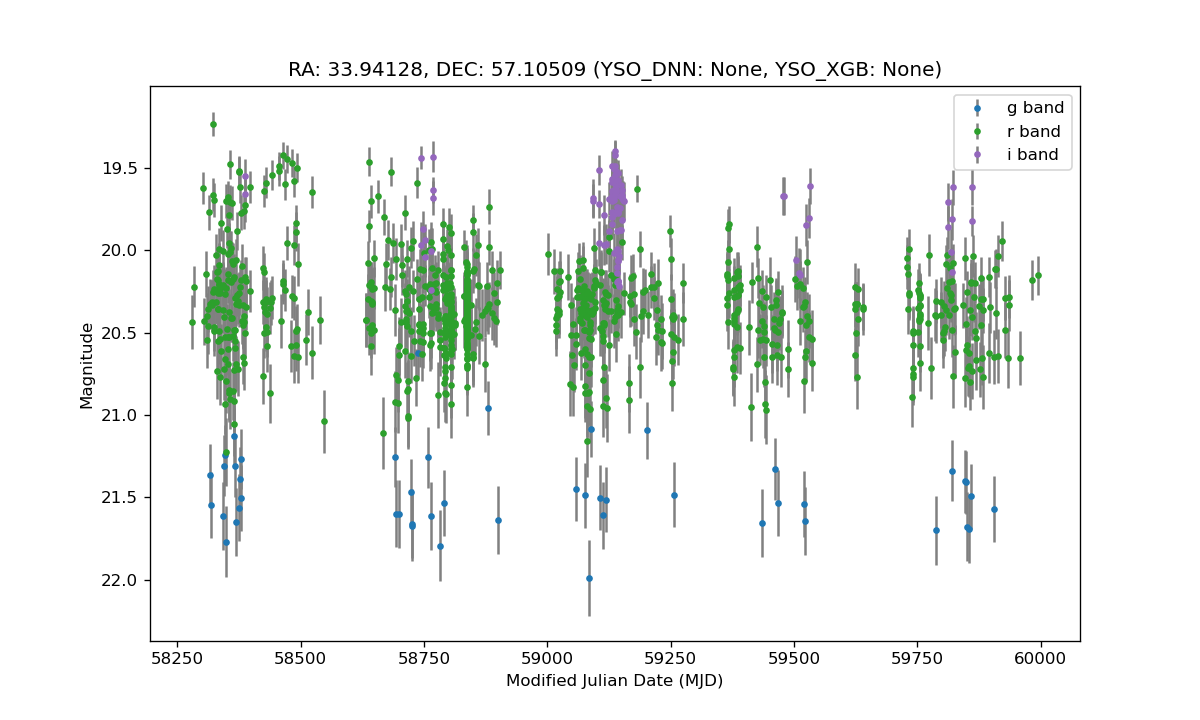 RA: 33.94128, DEC: 57.10509 (YSO_DNN: None, YSO_XGB: None)
g band
r band
i band
19.5
20.0
20.5
21.0
21.5
22.0
Magnitude
58250 58500 58750 59000 59250 59500 59750 60000
Modified Julian Date (MJD)